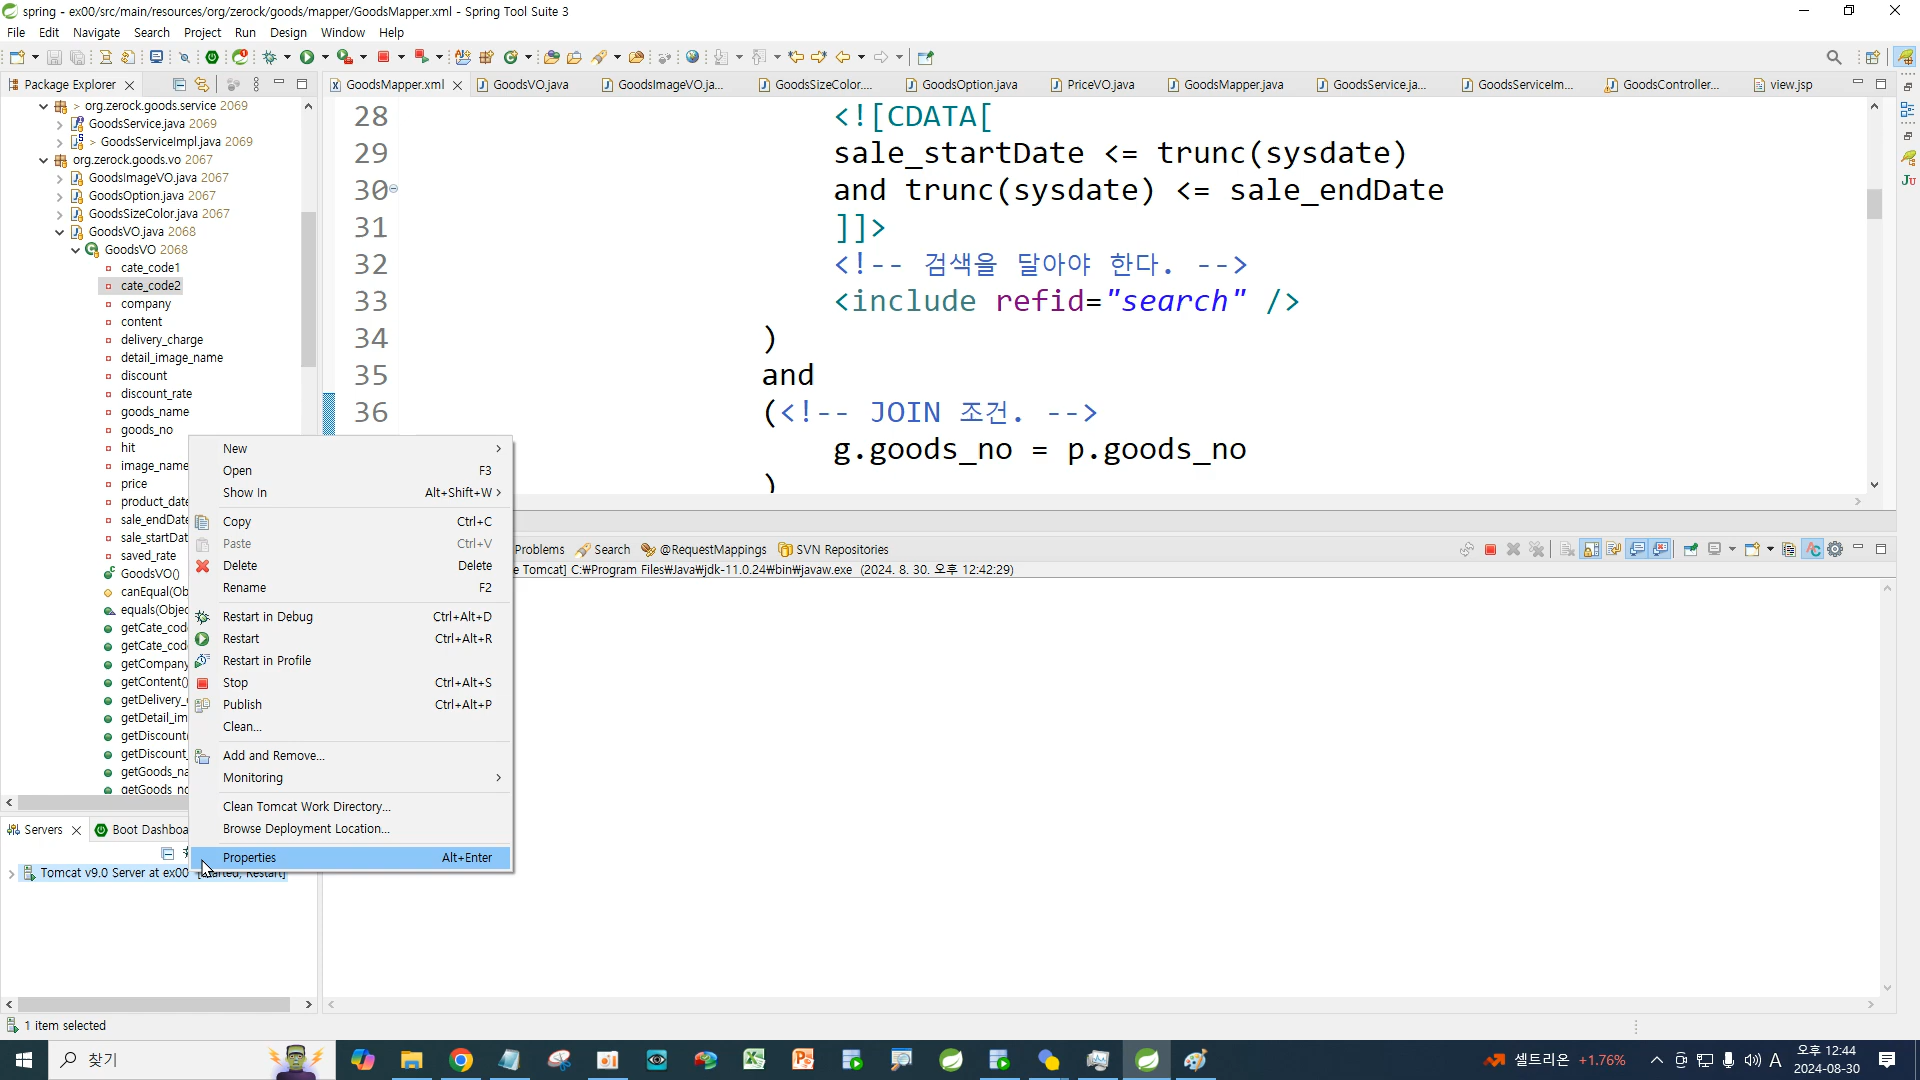 spring - ex00/src/main/resources/org/zerock/goods/mapper/GoodsMapper.xml - Spring Tool Suite 3
File Edit Navigate Search Project Run Design Window Help
Package Explorer
GoodsMapper.xml GoodsVO.java GoodsImageVO.ja... GoodsSizeColor.... GoodsOption.java PriceVO.java GoodsMapper.java GoodsService.ja... GoodsServiceIm... GoodsController... view.jsp
> org.zerock.goods.service 2069
GoodsService.java 2069
> GoodsServiceImpl.java 2069
org.zerock.goods.vo 2067
GoodsImageVO.java 2067
GoodsOption.java 2067
GoodsSizeColor.java 2067
GoodsVO.java 2068
GoodsVO 2068
cate_code1
cate_code2
company
content
delivery_charge
detail_image_name
discount
discount_rate
goods_name
goods_no
hit
image_name
price
product_date
sale_endDate
sale_startDat
saved_rate
GoodsVO()
canEqual(Ob
equals(Objec
getCate_cod
getCate_cod
getCompany
getContent()
getDelivery_
getDetail_im
getDiscount
getDiscount_
getGoods_na
getGoods_no
28 <![CDATA[
29 sale_startDate <= trunc(sysdate)
30 and trunc(sysdate) <= sale_endDate
31 ]]>
32 <!-- 검색을 달아야 한다. -->
33 <include refid="search" />
34 )
35 and
36 (<!-- JOIN 조건. -->
g.goods_no = p.goods_no
)
New
Open F3
Show In Alt+Shift+W >
Copy Ctrl+C
Paste Ctrl+V
Delete Delete
Rename F2
Restart in Debug Ctrl+Alt+D
Restart Ctrl+Alt+R
Restart in Profile
Stop Ctrl+Alt+S
Publish Ctrl+Alt+P
Clean...
Add and Remove...
Monitoring
Clean Tomcat Work Directory...
Browse Deployment Location...
Properties Alt+Enter
Problems Search @RequestMappings SVN Repositories
e Tomcat] C:₩Program Files₩Java₩jdk-11.0.24₩bin₩javaw.exe (2024. 8. 30. 오후 12:42:29)
Servers Boot Dashboa
Tomcat v9.0 Server at ex00 [Started, Restart]
1 item selected
찾기
셀트리온 +1.76%
A
오후 12:44
2024-08-30